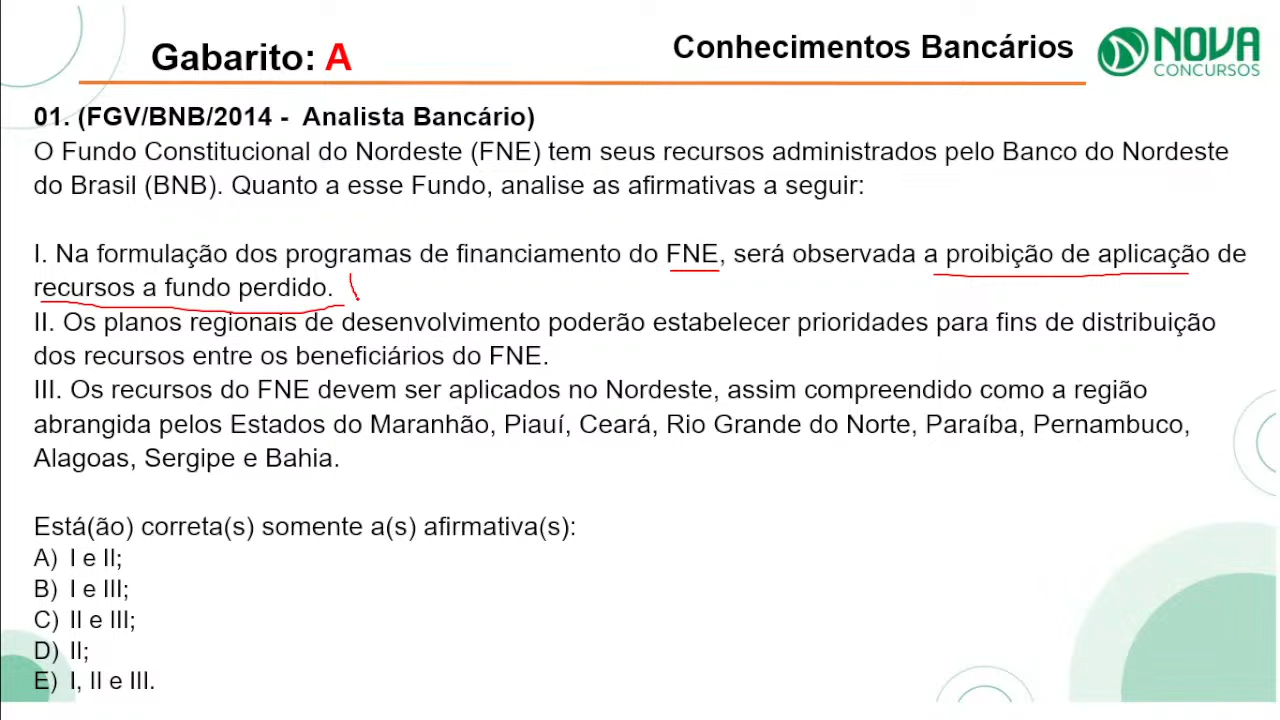 Gabarito: A
Conhecimentos Bancários
NOVA
CONCURSOS
01. (FGV/BNB/2014 - Analista Bancário)
O Fundo Constitucional do Nordeste (FNE) tem seus recursos administrados pelo Banco do Nordeste
do Brasil (BNB). Quanto a esse Fundo, analise as afirmativas a seguir:
I. Na formulação dos programas de financiamento do FNE, será observada a proibição de aplicação de
recursos a fundo perdido.
II. Os planos regionais de desenvolvimento poderão estabelecer prioridades para fins de distribuição
dos recursos entre os beneficiários do FNE.
III. Os recursos do FNE devem ser aplicados no Nordeste, assim compreendido como a região
abrangida pelos Estados do Maranhão, Piauí, Ceará, Rio Grande do Norte, Paraíba, Pernambuco,
Alagoas, Sergipe e Bahia.
Está(ão) correta(s) somente a(s) afirmativa(s):
A) I e II;
B) I e III;
C) II e III;
D) II;
E) I, II e III.